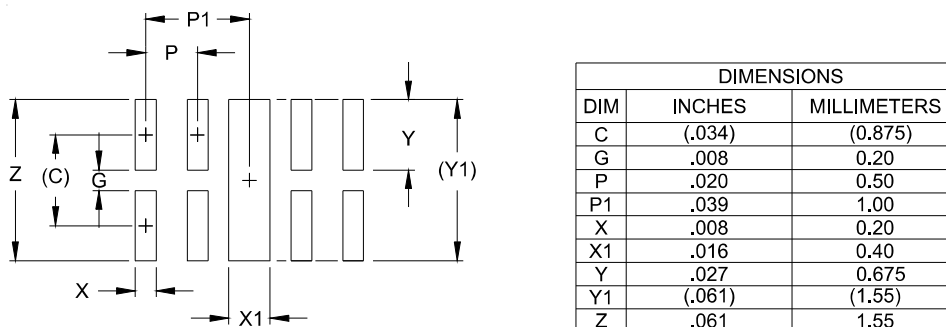 P1
P
Z
(C)
G
Y
(Y1)
X
X1
DIMENSIONS
DIM INCHES MILLIMETERS
C (.034) (0.875)
G .008 0.20
P .020 0.50
P1 .039 1.00
X .008 0.20
X1 .016 0.40
Y .027 0.675
Y1 (.061) (1.55)
Z .061 1.55